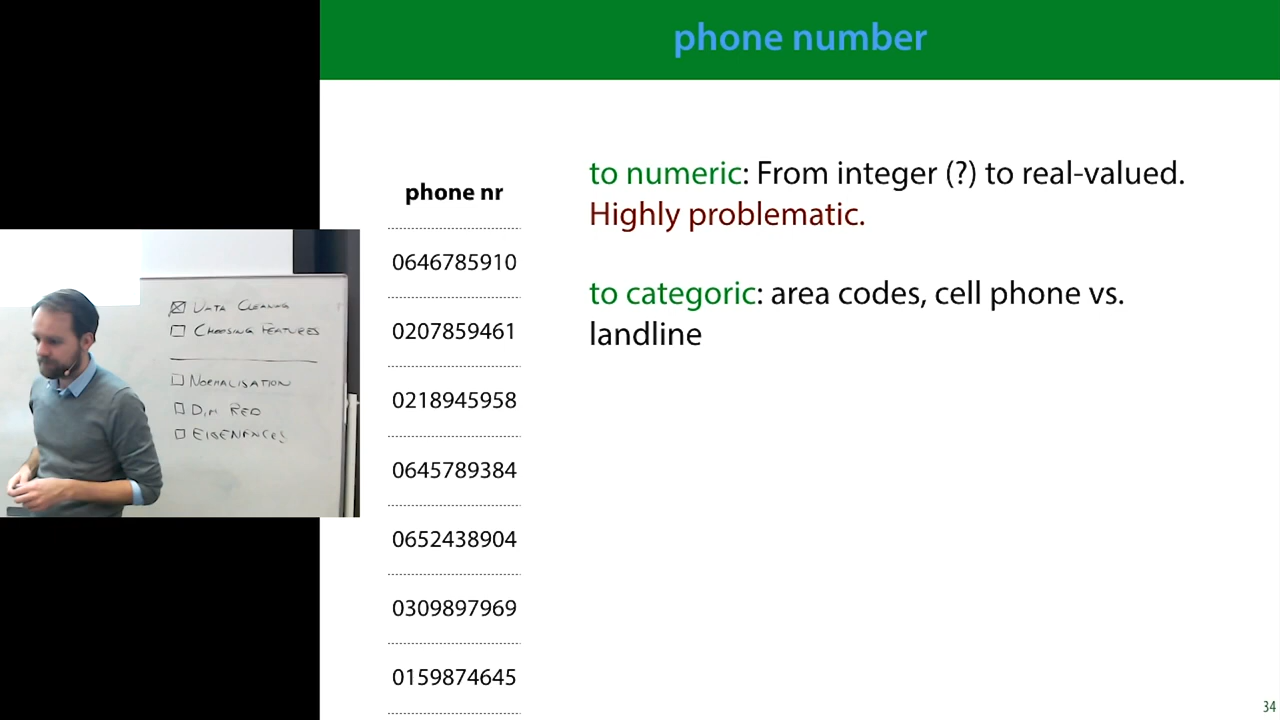 phone number
phone nr
0646785910
0207859461
0218945958
0645789384
0652438904
0309897969
0159874645
to numeric: From integer (?) to real-valued.
Highly problematic.
to categoric: area codes, cell phone vs.
landline
DATA CLEANING
CHOOSING FEATURES
NORMALISATION
DIM RED
EIGENFACES
34